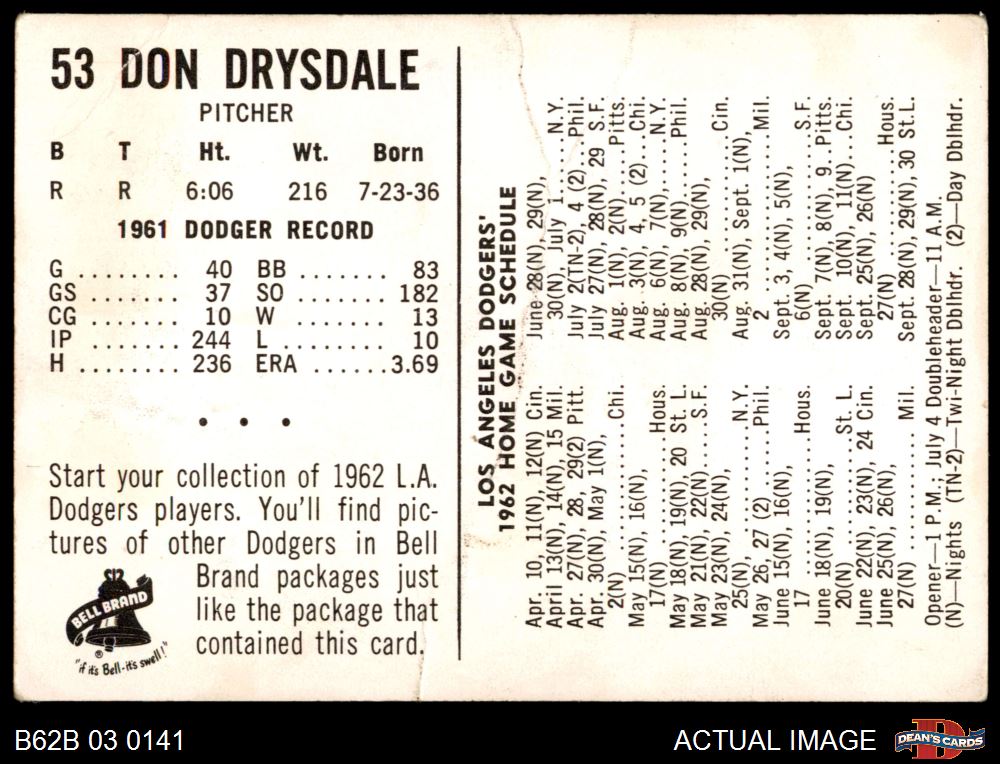 53 DON DRYSDALE
PITCHER
B T Ht. Wt. Born
R R 6:06 216 7-23-36
1961 DODGER RECORD
G ........ 40 BB ....... 83
GS ........ 37 SO ....... 182
CG ........ 10 W ........ 13
IP ........ 244 L ........ 10
H ........ 236 ERA .......3.69
• • •
Start your collection of 1962 L.A.
Dodgers players. You'll find pic-
tures of other Dodgers in Bell
Brand packages just
like the package that
contained this card.
BELL BRAND
®
"if it's Bell-it's swell!"
LOS ANGELES DODGERS'
1962 HOME GAME SCHEDULE
Apr. 10, 11(N), 12(N) Cin.
April 13(N), 14(N), 15 Mil.
Apr. 27(N), 28, 29(2) Pitt.
Apr. 30(N), May 1(N),
2(N) ................Chi.
May 15(N), 16(N),
17(N) ..............Hous.
May 18(N), 19(N), 20 St. L.
May 21(N), 22(N) ......S.F.
May 23(N), 24(N),
25(N), ................N.Y.
May 26, 27 (2) ......Phil.
June 15(N), 16(N),
17 ..................Hous.
June 18(N), 19(N),
20(N) ..............St. L.
June 22(N), 23(N), 24 Cin.
June 25(N), 26(N),
27(N) ................Mil.
June 28(N), 29(N),
30(N), July 1......N.Y.
July 2(TN-2), 4 (2)...Phil.
July 27(N), 28(N), 29 S.F.
Aug. 1(N), 2(N) ....Pitts.
Aug. 3(N), 4, 5 (2)...Chi.
Aug. 6(N), 7(N).......N.Y.
Aug. 8(N), 9(N).......Phil.
Aug. 28(N), 29(N),
30(N) ................Cin.
Aug. 31(N), Sept. 1(N),
2 ....................Mil.
Sept. 3, 4(N), 5(N),
6(N) ..................S.F.
Sept. 7(N), 8(N), 9...Pitts.
Sept. 10(N), 11(N)....Chi.
Sept. 25(N), 26(N)
27(N) ..............Hous.
Sept. 28(N), 29(N), 30 St.L.
Opener—1 P.M.; July 4 Doubleheader—11 A.M.
(N)—Nights (TN-2)—Twi-Night Dblhdr. (2)—Day Dblhdr.
B62B 03 0141
ACTUAL IMAGE
DEAN'S CARDS